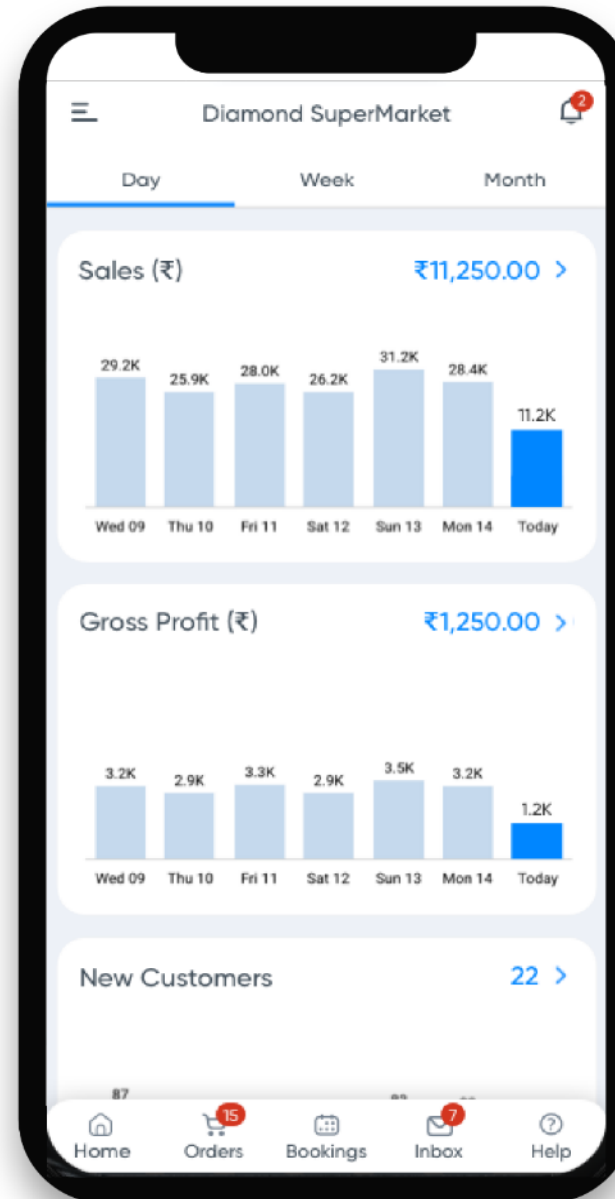 Diamond SuperMarket
2
Day Week Month
Sales (₹) ₹11,250.00 >
29.2K 25.9K 28.0K 26.2K 31.2K 28.4K 11.2K
Wed 09 Thu 10 Fri 11 Sat 12 Sun 13 Mon 14 Today
Gross Profit (₹) ₹1,250.00 >
3.2K 2.9K 3.3K 2.9K 3.5K 3.2K 1.2K
Wed 09 Thu 10 Fri 11 Sat 12 Sun 13 Mon 14 Today
New Customers 22 >
87
15 7
Home Orders Bookings Inbox Help